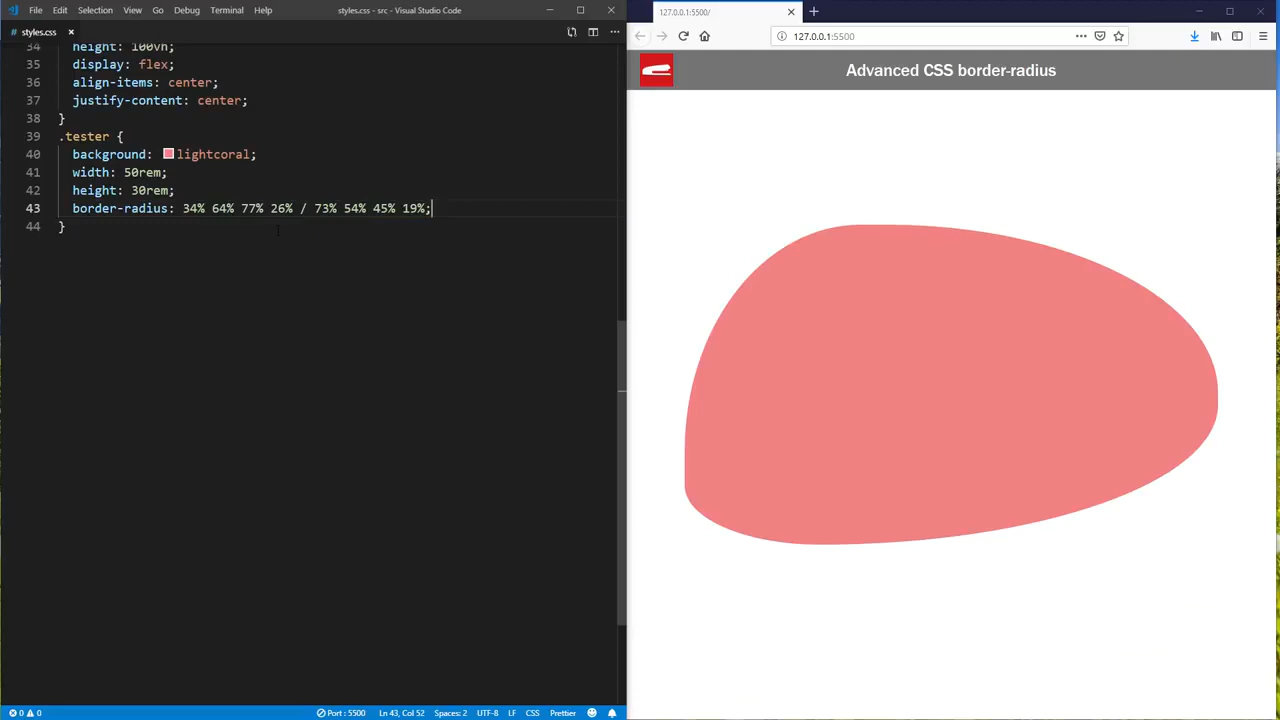 File Edit Selection View Go Debug Terminal Help
styles.css - src - Visual Studio Code
# styles.css
34 height: 100vh;
35 display: flex;
36 align-items: center;
37 justify-content: center;
38 }
39 .tester {
40 background: lightcoral;
41 width: 50rem;
42 height: 30rem;
43 border-radius: 34% 64% 77% 26% / 73% 54% 45% 19%;
44 }
0 0
Port : 5500
Ln 43, Col 52
Spaces: 2
UTF-8
LF
CSS
Prettier
127.0.0.1:5500/
127.0.0.1:5500
Advanced CSS border-radius